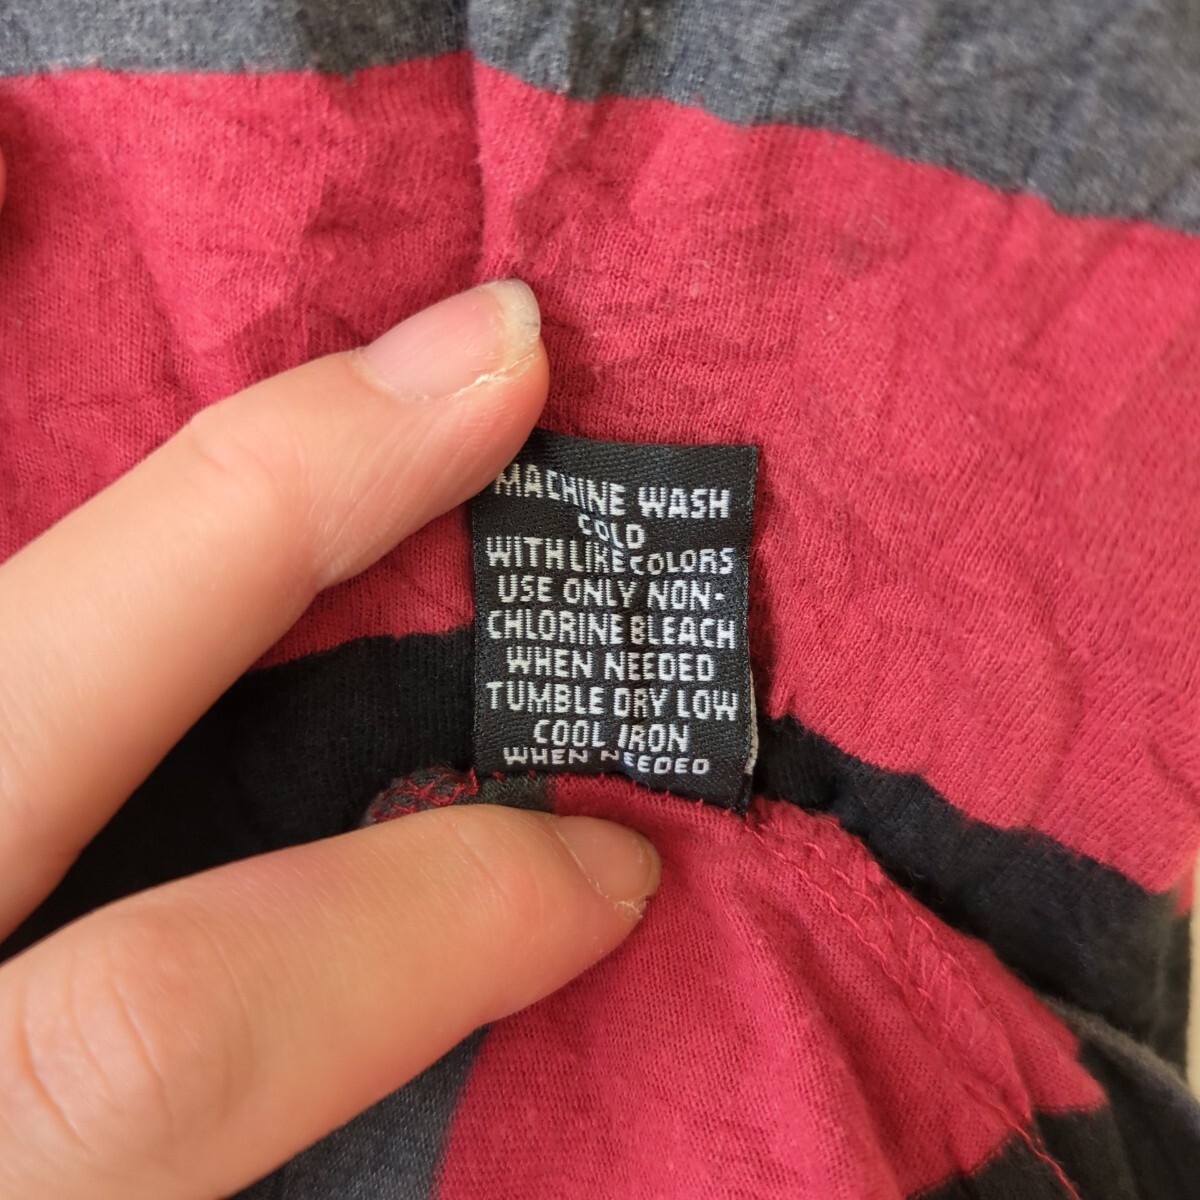 MACHINE WASH
COLD
WITH LIKE COLORS
USE ONLY NON-
CHLORINE BLEACH
WHEN NEEDED
TUMBLE DRY LOW
COOL IRON
WHEN NEEDED